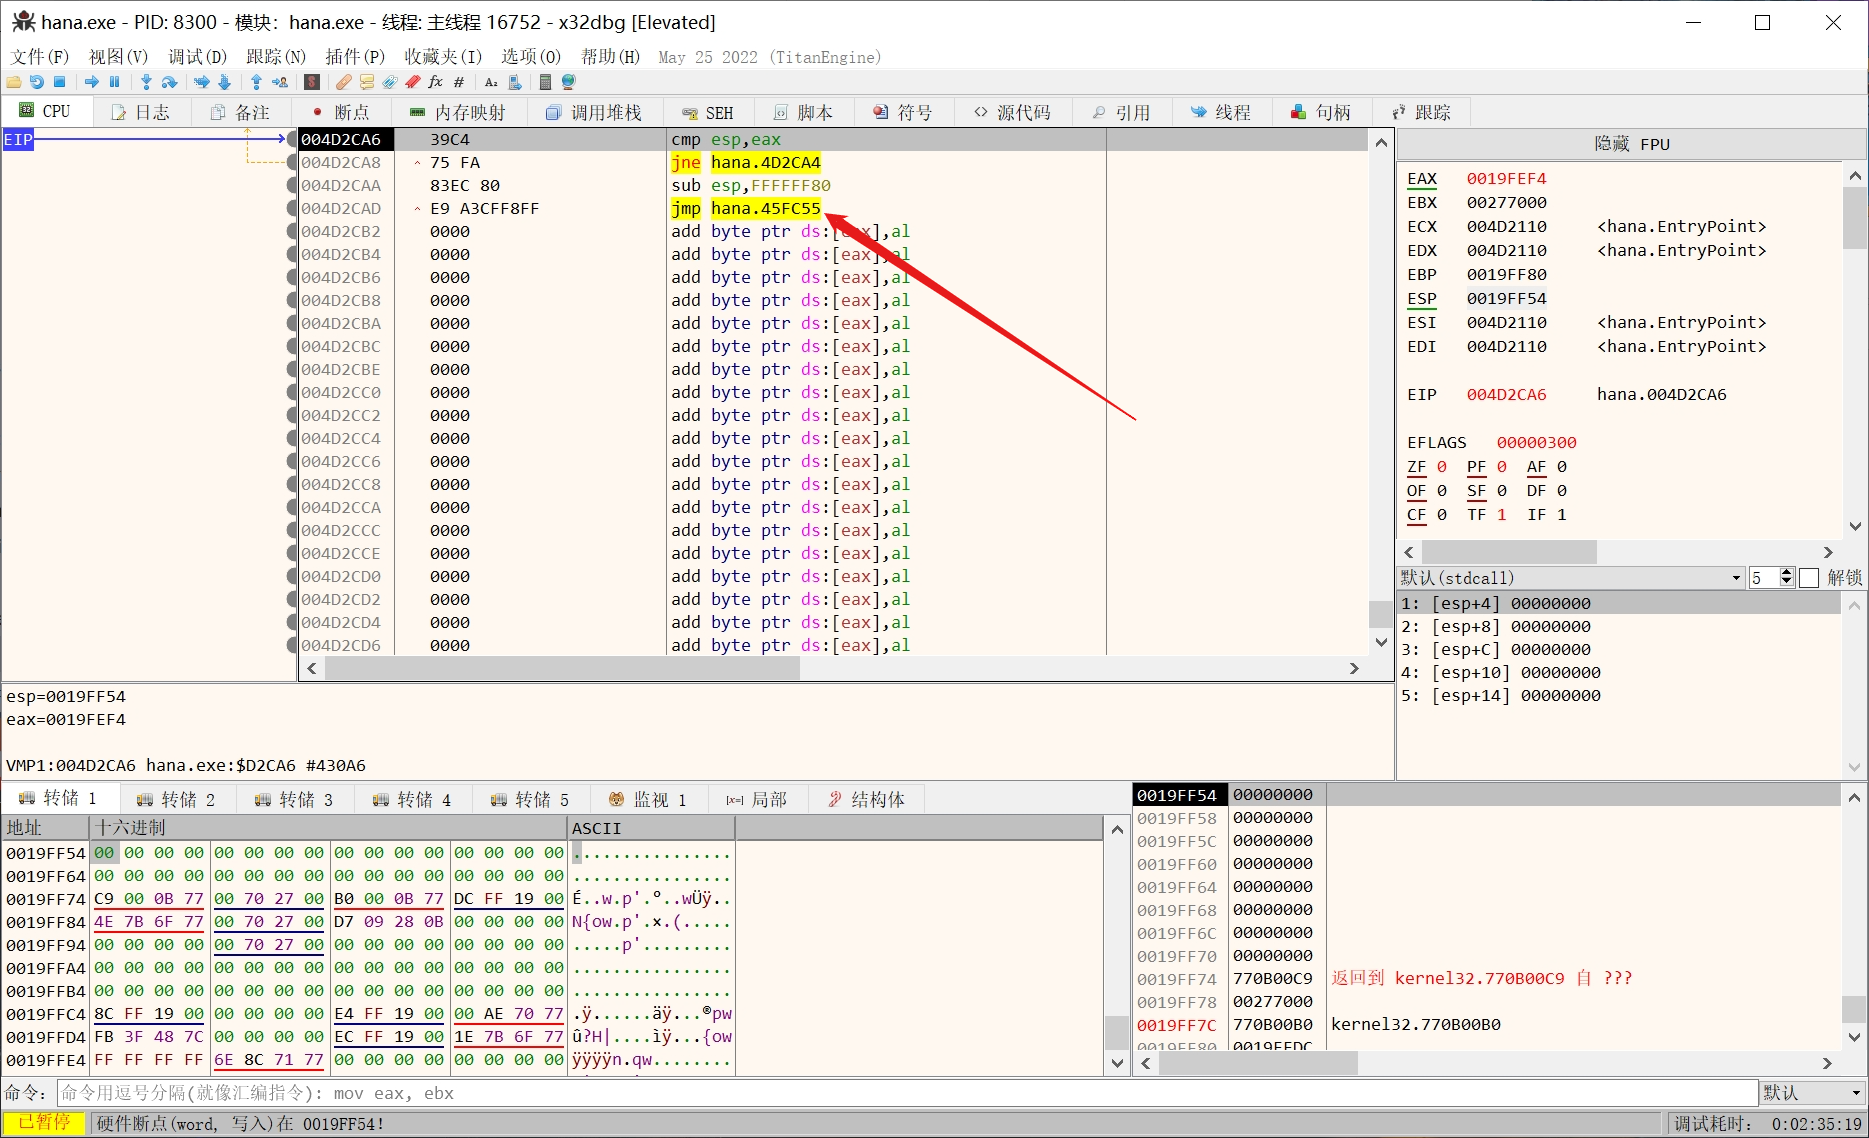 hana.exe - PID: 8300 - 模块：hana.exe - 线程: 主线程 16752 - x32dbg [Elevated]
文件(F) 视图(V) 调试(D) 跟踪(N) 插件(P) 收藏夹(I) 选项(O) 帮助(H) May 25 2022 (TitanEngine)
CPU 日志 备注 断点 内存映射 调用堆栈 SEH 脚本 符号 源代码 引用 线程 句柄 跟踪
EIP
004D2CA6 39C4 cmp esp,eax
004D2CA8 75 FA jne hana.4D2CA4
004D2CAA 83EC 80 sub esp,FFFFFF80
004D2CAD E9 A3CFF8FF jmp hana.45FC55
004D2CB2 0000 add byte ptr ds:[eax],al
004D2CB4 0000 add byte ptr ds:[eax],al
004D2CB6 0000 add byte ptr ds:[eax],al
004D2CB8 0000 add byte ptr ds:[eax],al
004D2CBA 0000 add byte ptr ds:[eax],al
004D2CBC 0000 add byte ptr ds:[eax],al
004D2CBE 0000 add byte ptr ds:[eax],al
004D2CC0 0000 add byte ptr ds:[eax],al
004D2CC2 0000 add byte ptr ds:[eax],al
004D2CC4 0000 add byte ptr ds:[eax],al
004D2CC6 0000 add byte ptr ds:[eax],al
004D2CC8 0000 add byte ptr ds:[eax],al
004D2CCA 0000 add byte ptr ds:[eax],al
004D2CCC 0000 add byte ptr ds:[eax],al
004D2CCE 0000 add byte ptr ds:[eax],al
004D2CD0 0000 add byte ptr ds:[eax],al
004D2CD2 0000 add byte ptr ds:[eax],al
004D2CD4 0000 add byte ptr ds:[eax],al
004D2CD6 0000 add byte ptr ds:[eax],al
隐藏 FPU
EAX 0019FEF4
EBX 00277000
ECX 004D2110 <hana.EntryPoint>
EDX 004D2110 <hana.EntryPoint>
EBP 0019FF80
ESP 0019FF54
ESI 004D2110 <hana.EntryPoint>
EDI 004D2110 <hana.EntryPoint>
EIP 004D2CA6 hana.004D2CA6
EFLAGS 00000300
ZF 0 PF 0 AF 0
OF 0 SF 0 DF 0
CF 0 TF 1 IF 1
默认(stdcall) 5 解锁
1: [esp+4] 00000000
2: [esp+8] 00000000
3: [esp+C] 00000000
4: [esp+10] 00000000
5: [esp+14] 00000000
esp=0019FF54
eax=0019FEF4
VMP1:004D2CA6 hana.exe:$D2CA6 #430A6
转储 1 转储 2 转储 3 转储 4 转储 5 监视 1 [x=] 局部 结构体
地址 十六进制 ASCII
0019FF54 00 00 00 00 00 00 00 00 00 00 00 00 00 00 00 00 ................
0019FF64 00 00 00 00 00 00 00 00 00 00 00 00 00 00 00 00 ................
0019FF74 C9 00 0B 77 00 70 27 00 B0 00 0B 77 DC FF 19 00 É..w.p'.°..wÜÿ..
0019FF84 4E 7B 6F 77 00 70 27 00 D7 09 28 0B 00 00 00 00 N{ow.p'.×.(.....
0019FF94 00 00 00 00 00 70 27 00 00 00 00 00 00 00 00 00 .....p'.........
0019FFA4 00 00 00 00 00 00 00 00 00 00 00 00 00 00 00 00 ................
0019FFB4 00 00 00 00 00 00 00 00 00 00 00 00 00 00 00 00 ................
0019FFC4 8C FF 19 00 00 00 00 00 E4 FF 19 00 00 AE 70 77 .ÿ......äÿ...®pw
0019FFD4 FB 3F 48 7C 00 00 00 00 EC FF 19 00 1E 7B 6F 77 û?H|....ìÿ...{ow
0019FFE4 FF FF FF FF 6E 8C 71 77 00 00 00 00 00 00 00 00 ÿÿÿÿn.qw........
0019FF54 00000000
0019FF58 00000000
0019FF5C 00000000
0019FF60 00000000
0019FF64 00000000
0019FF68 00000000
0019FF6C 00000000
0019FF70 00000000
0019FF74 770B00C9 返回到 kernel32.770B00C9 自 ???
0019FF78 00277000
0019FF7C 770B00B0 kernel32.770B00B0
0019FF80 0019FFDC
命令： 命令用逗号分隔(就像汇编指令): mov eax, ebx 默认
已暂停 硬件断点(word, 写入)在 0019FF54! 调试耗时： 0:02:35:19